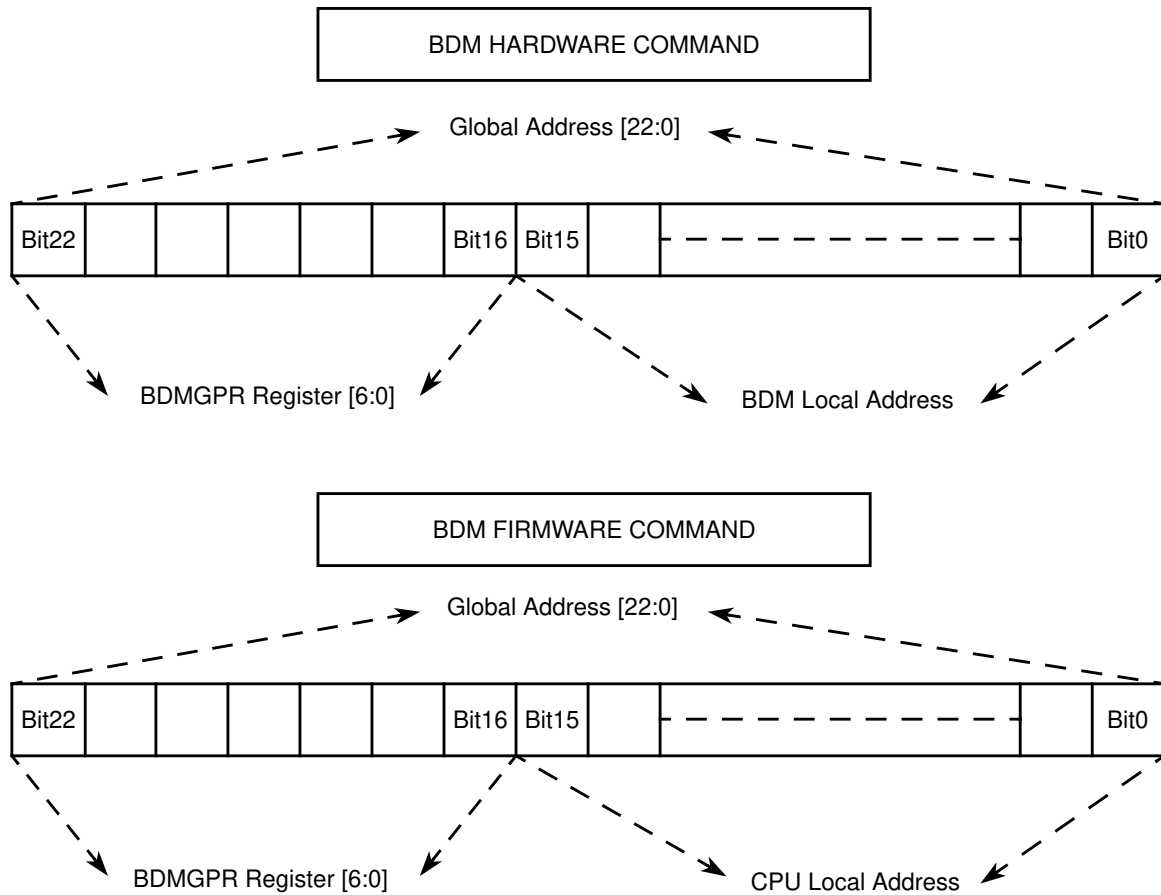 BDM HARDWARE COMMAND
Global Address [22:0]
Bit22 Bit16 Bit15 Bit0
BDMGPR Register [6:0] BDM Local Address
BDM FIRMWARE COMMAND
Global Address [22:0]
Bit22 Bit16 Bit15 Bit0
BDMGPR Register [6:0] CPU Local Address